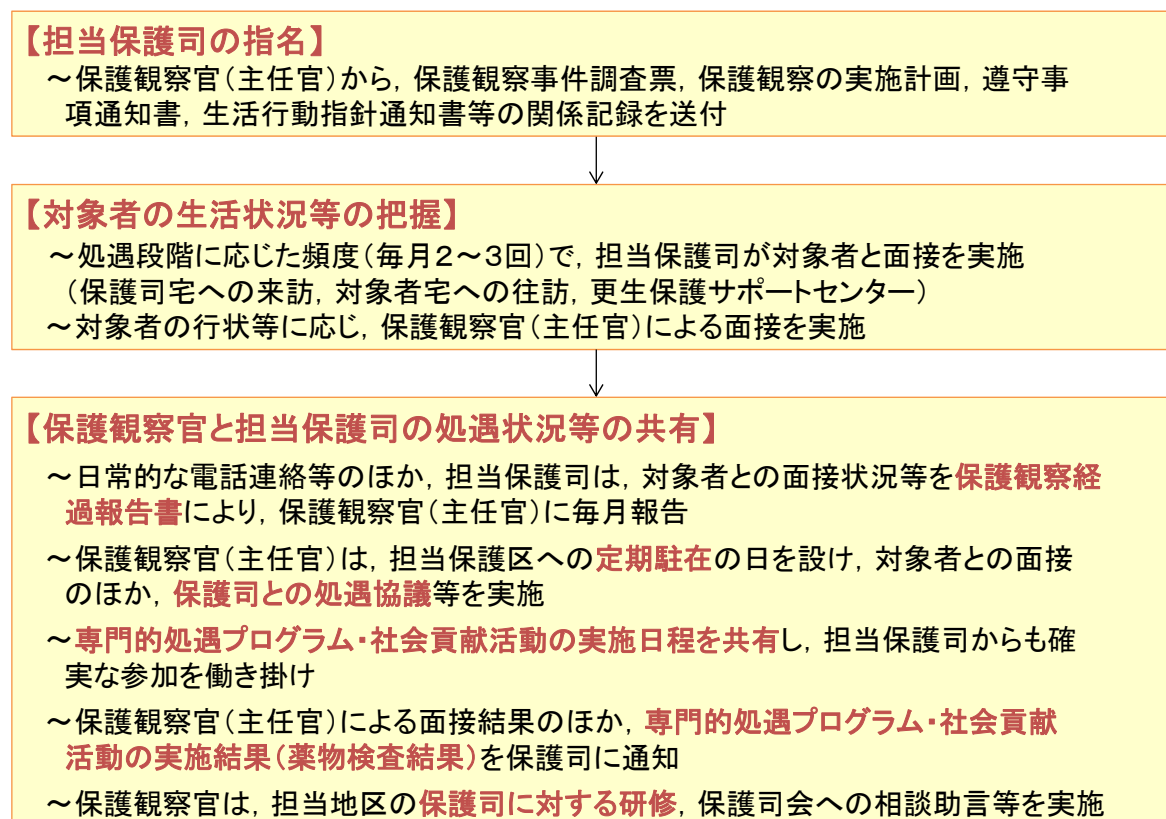 【担当保護司の指名】
～保護観察官(主任官)から，保護観察事件調査票，保護観察の実施計画，遵守事
項通知書，生活行動指針通知書等の関係記録を送付
【対象者の生活状況等の把握】
～処遇段階に応じた頻度(毎月２～３回)で，担当保護司が対象者と面接を実施
(保護司宅への来訪，対象者宅への往訪，更生保護サポートセンター)
～対象者の行状等に応じ，保護観察官(主任官)による面接を実施
【保護観察官と担当保護司の処遇状況等の共有】
～日常的な電話連絡等のほか，担当保護司は，対象者との面接状況等を保護観察経
過報告書により，保護観察官(主任官)に毎月報告
～保護観察官(主任官)は，担当保護区への定期駐在の日を設け，対象者との面接
のほか，保護司との処遇協議等を実施
～専門的処遇プログラム・社会貢献活動の実施日程を共有し，担当保護司からも確
実な参加を働き掛け
～保護観察官(主任官)による面接結果のほか，専門的処遇プログラム・社会貢献
活動の実施結果(薬物検査結果)を保護司に通知
～保護観察官は，担当地区の保護司に対する研修，保護司会への相談助言等を実施